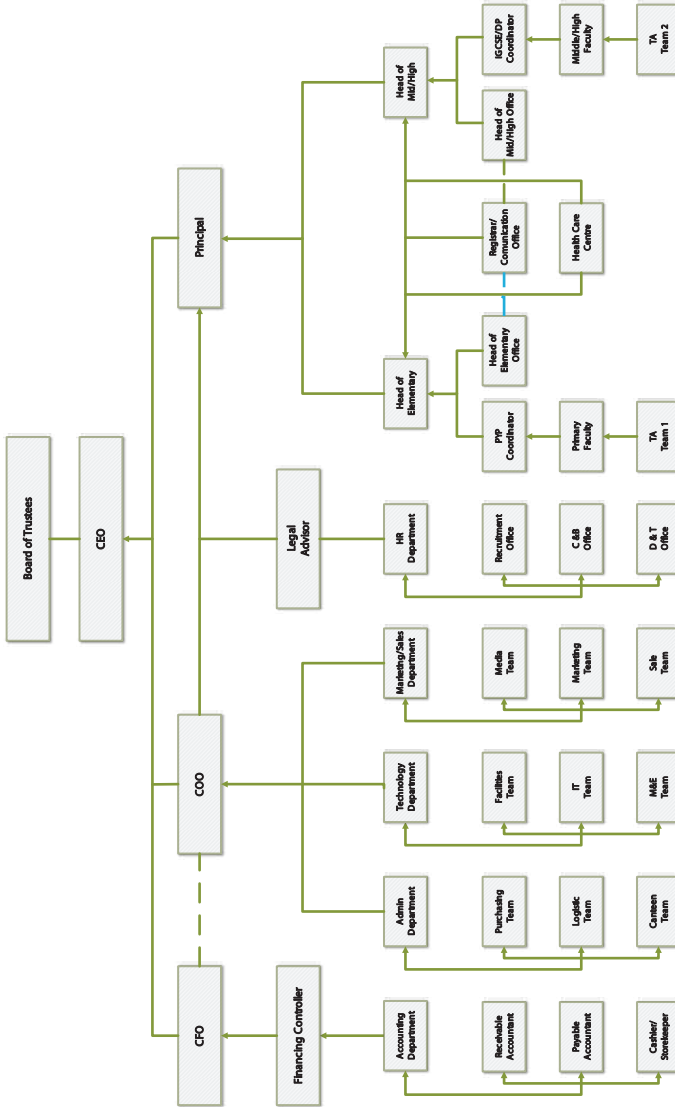 Board of Trustees
CEO
CFO
COO
Principal
Financing Controller
Legal
Advisor
Accounting
Department
Admin
Department
Technology
Department
Marketing/Sales
Department
HR
Department
Head of
Elementary
Head of
Mid/High
Receivable
Accountant
Purchasing
Team
Facilities
Team
Media
Team
Recruitment
Office
PYP
Coordinator
Head of
Elementary
Office
Registrar/
Comunication
Office
Head of
Mid/High Office
IGCSE/DP
Coordinator
Payable
Accountant
Logistic
Team
IT
Team
Marketing
Team
C &B
Office
Primary
Faculty
Health Care
Centre
Middle/High
Faculty
Cashier/
Storekeeper
Canteen
Team
M&E
Team
Sale
Team
D & T
Office
TA
Team 1
TA
Team 2